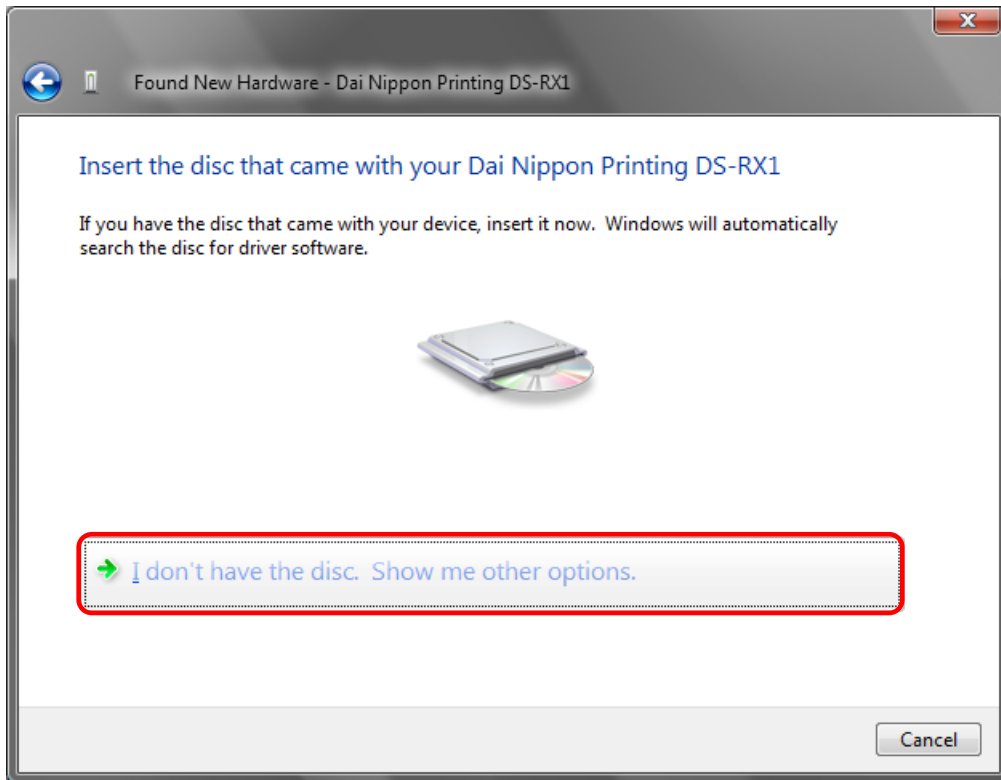 Found New Hardware - Dai Nippon Printing DS-RX1
Insert the disc that came with your Dai Nippon Printing DS-RX1
If you have the disc that came with your device, insert it now.  Windows will automatically
search the disc for driver software.
I don't have the disc.  Show me other options.
Cancel